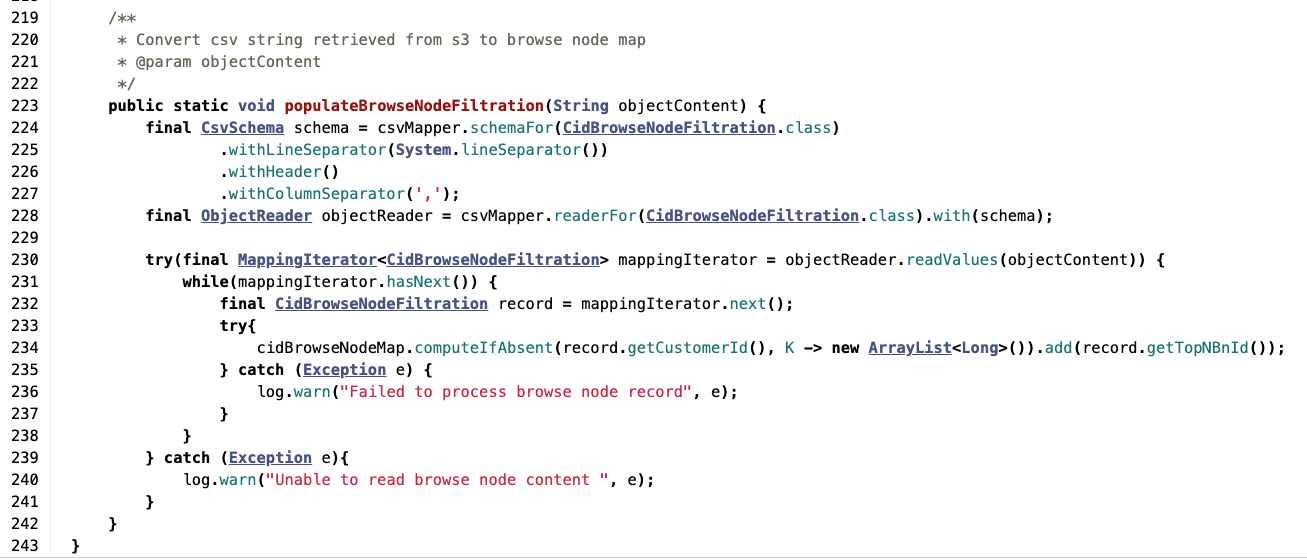 219 /**
220 * Convert csv string retrieved from s3 to browse node map
221 * @param objectContent
222 */
223 public static void populateBrowseNodeFiltration(String objectContent) {
224 final CsvSchema schema = csvMapper.schemaFor(CidBrowseNodeFiltration.class)
225 .withLineSeparator(System.lineSeparator())
226 .withHeader()
227 .withColumnSeparator(',');
228 final ObjectReader objectReader = csvMapper.readerFor(CidBrowseNodeFiltration.class).with(schema);
229
230 try(final MappingIterator<CidBrowseNodeFiltration> mappingIterator = objectReader.readValues(objectContent)) {
231 while(mappingIterator.hasNext()) {
232 final CidBrowseNodeFiltration record = mappingIterator.next();
233 try{
234 cidBrowseNodeMap.computeIfAbsent(record.getCustomerId(), K -> new ArrayList<Long>()).add(record.getTopNBnId());
235 } catch (Exception e) {
236 log.warn("Failed to process browse node record", e);
237 }
238 }
239 } catch (Exception e){
240 log.warn("Unable to read browse node content ", e);
241 }
242 }
243 }